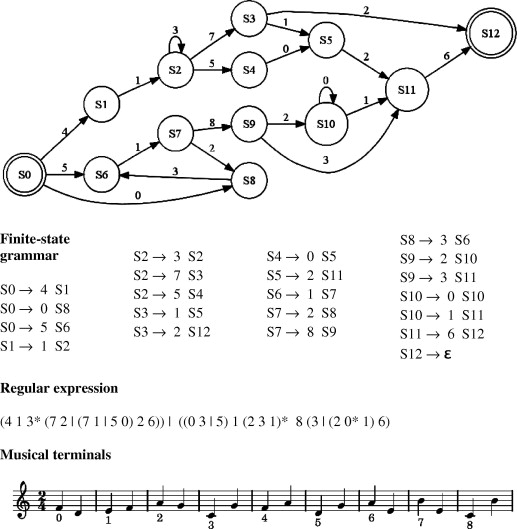 3
S3
2
S12
7
1
S2
5
S4
0
S5
1
2
6
S1
0
S11
4
S7
8
S9
2
S10
1
1
2
S0
5
S6
3
S8
3
0
Finite-state
grammar
S0 → 4 S1
S0 → 0 S8
S0 → 5 S6
S1 → 1 S2
S2 → 3 S2
S2 → 7 S3
S2 → 5 S4
S3 → 1 S5
S3 → 2 S12
S4 → 0 S5
S5 → 2 S11
S6 → 1 S7
S7 → 2 S8
S7 → 8 S9
S8 → 3 S6
S9 → 2 S10
S9 → 3 S11
S10 → 0 S10
S10 → 1 S11
S11 → 6 S12
S12 → ε
Regular expression
(4 1 3* (7 2 | (7 1 | 5 0) 2 6)) | ((0 3 | 5) 1 (2 3 1)* 8 (3 | (2 0* 1) 6)
Musical terminals
2
4
0 1 2 3 4 5 6 7 8